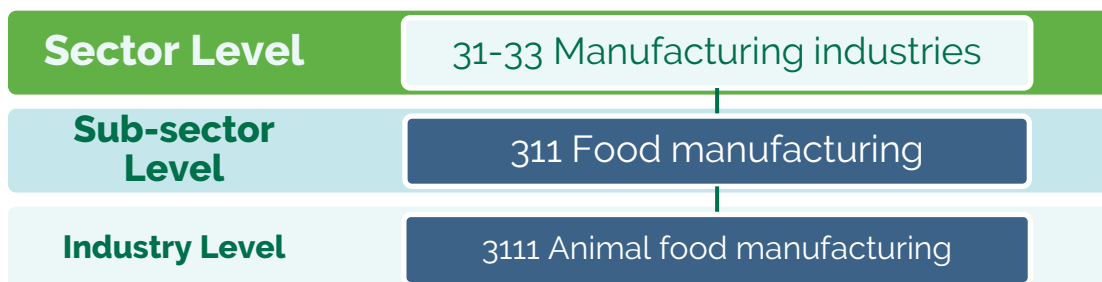 Sector Level
31-33 Manufacturing industries
Sub-sector
Level
311 Food manufacturing
Industry Level
3111 Animal food manufacturing